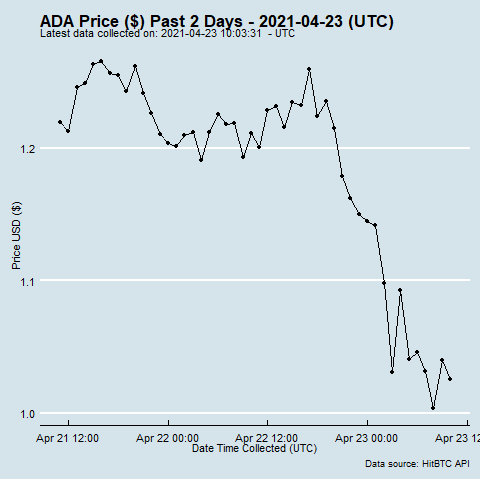 ADA Price ($) Past 2 Days - 2021-04-23 (UTC)
Latest data collected on: 2021-04-23 10:03:31 - UTC
Price USD ($)
1.2
1.1
1.0
Apr 21 12:00 Apr 22 00:00 Apr 22 12:00 Apr 23 00:00 Apr 23 12
Date Time Collected (UTC)
Data source: HitBTC API